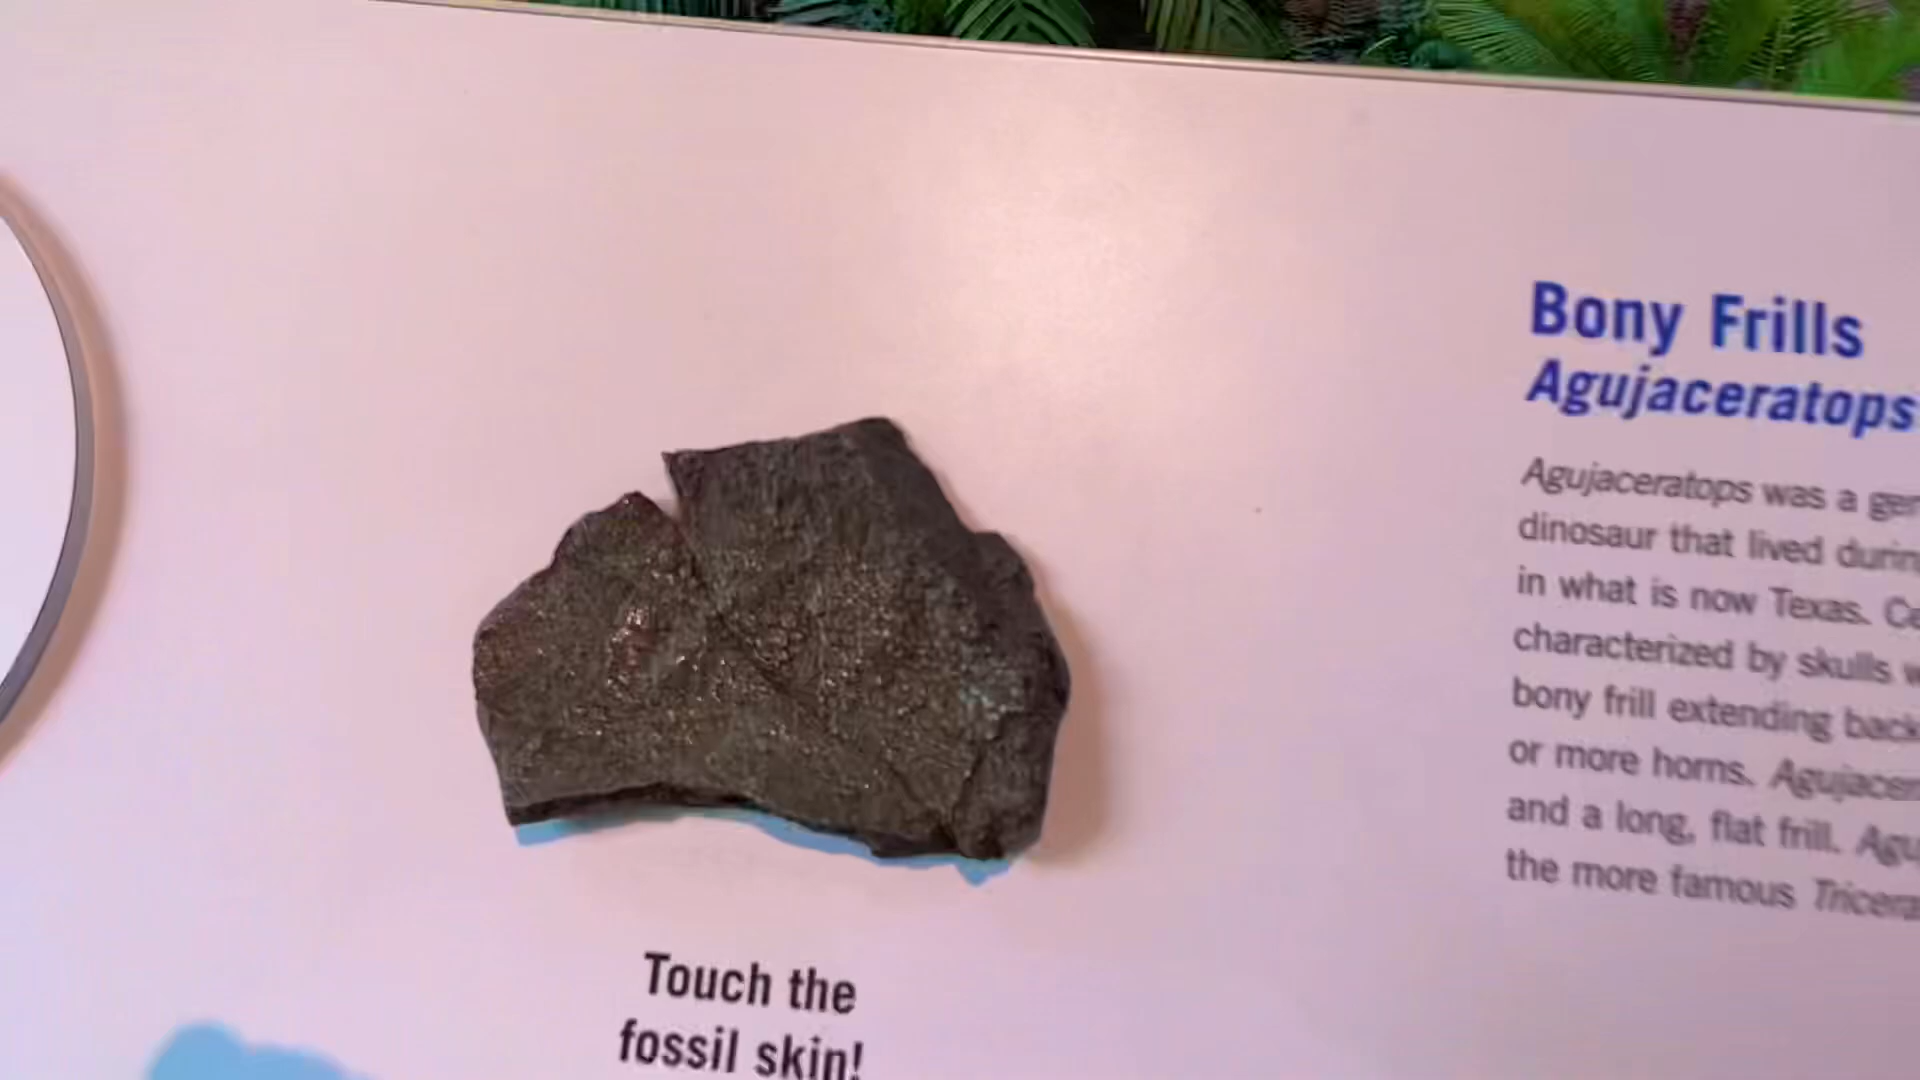 Bony Frills
Agujaceratops
Agujaceratops was a
dinosaur that lived
in what is now Texas.
characterized by skulls
bony frill extending back
or more horns.
and a long, flat frill.
the more famous
Touch the
fossil skin!